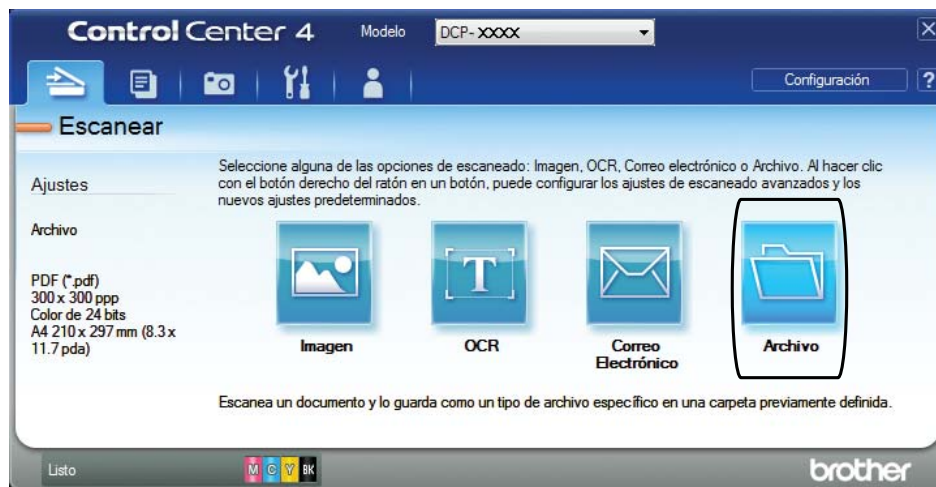 Control Center 4
Modelo
DCP- XXXX
Configuración
?
Escanear
Ajustes
Archivo
PDF (*.pdf)
300 x 300 ppp
Color de 24 bits
A4 210 x 297 mm (8.3 x
11.7 pda)
Seleccione alguna de las opciones de escaneado: Imagen, OCR, Correo electrónico o Archivo. Al hacer clic
con el botón derecho del ratón en un botón, puede configurar los ajustes de escaneado avanzados y los
nuevos ajustes predeterminados.
T
Imagen
OCR
Correo
Electrónico
Archivo
Escanea un documento y lo guarda como un tipo de archivo específico en una carpeta previamente definida.
Listo
M C Y BK
brother